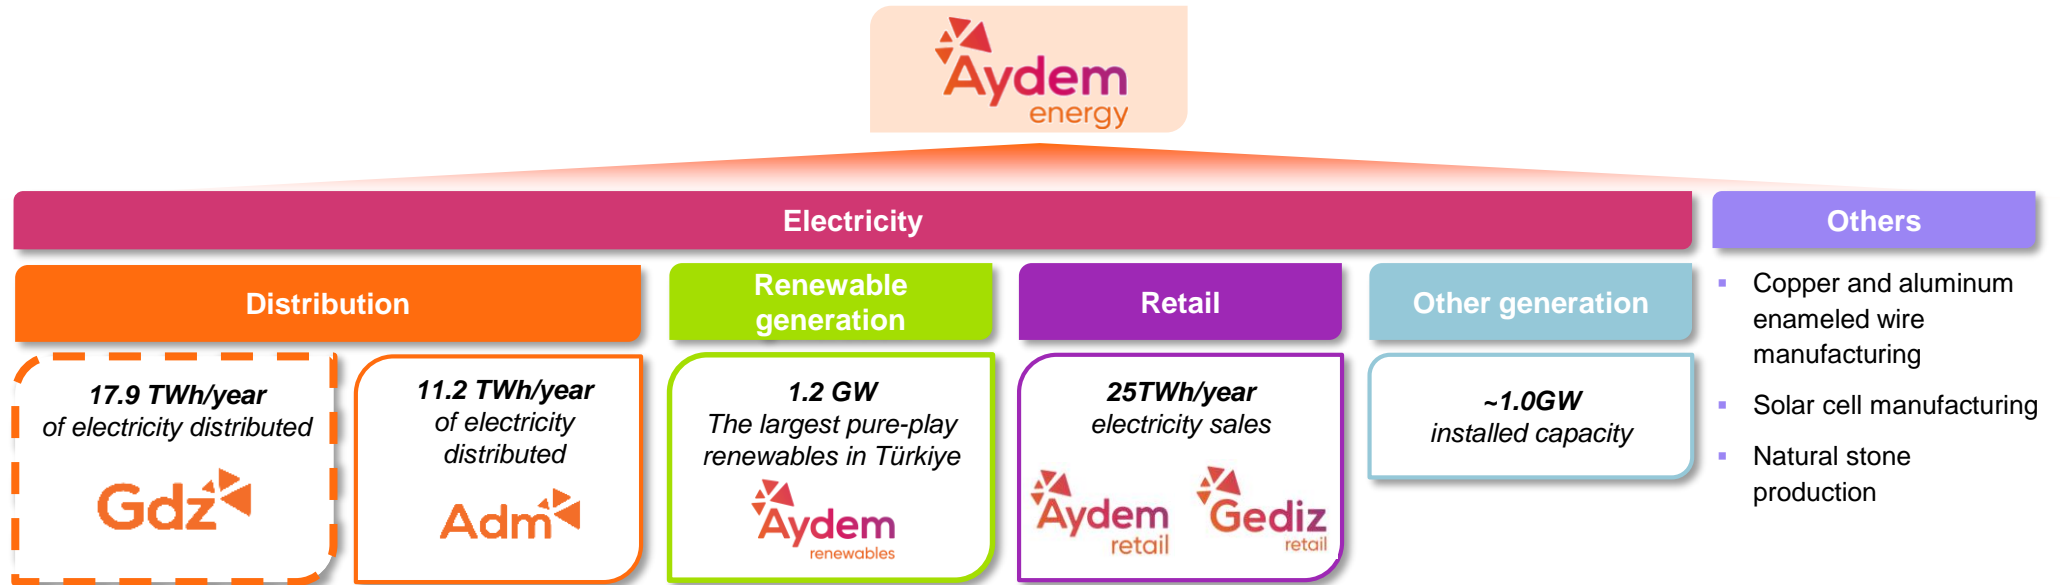 Aydem
energy
Electricity
Others
Distribution
Renewable
generation
Retail
Other generation
17.9 TWh/year
of electricity distributed
Gdz
11.2 TWh/year
of electricity
distributed
Adm
1.2 GW
The largest pure-play
renewables in Türkiye
Aydem
renewables
25TWh/year
electricity sales
Aydem
retail
Gediz
retail
~1.0GW
installed capacity
▪ Copper and aluminum
enameled wire
manufacturing
▪ Solar cell manufacturing
▪ Natural stone
production